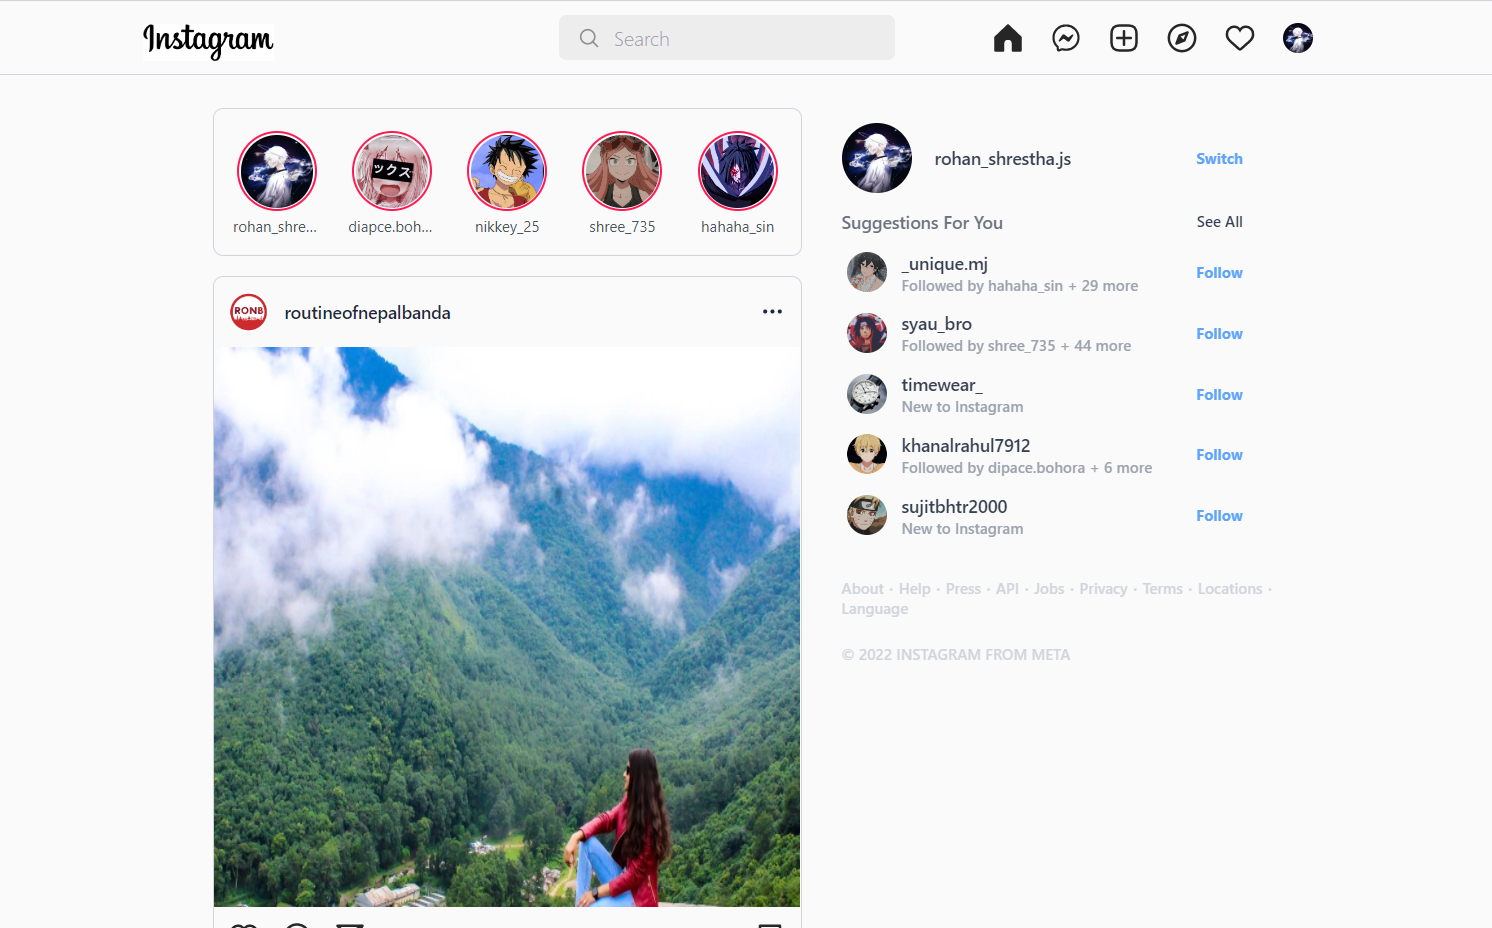 Instagram
Search
rohan_shre...
diapce.boh...
nikkey_25
shree_735
hahaha_sin
ックス
RONB
routineofnepalbanda
rohan_shrestha.js
Switch
Suggestions For You
See All
_unique.mj
Followed by hahaha_sin + 29 more
Follow
syau_bro
Followed by shree_735 + 44 more
Follow
timewear_
New to Instagram
Follow
khanalrahul7912
Followed by dipace.bohora + 6 more
Follow
sujitbhtr2000
New to Instagram
Follow
About · Help · Press · API · Jobs · Privacy · Terms · Locations ·
Language
© 2022 INSTAGRAM FROM META